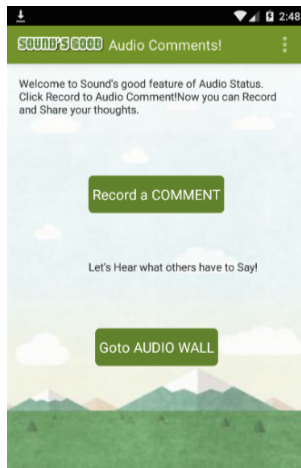 2:48
SOUND'S GOOD Audio Comments!
Welcome to Sound's good feature of Audio Status.
Click Record to Audio Comment!Now you can Record
and Share your thoughts.
Record a COMMENT
Let's Hear what others have to Say!
Goto AUDIO WALL